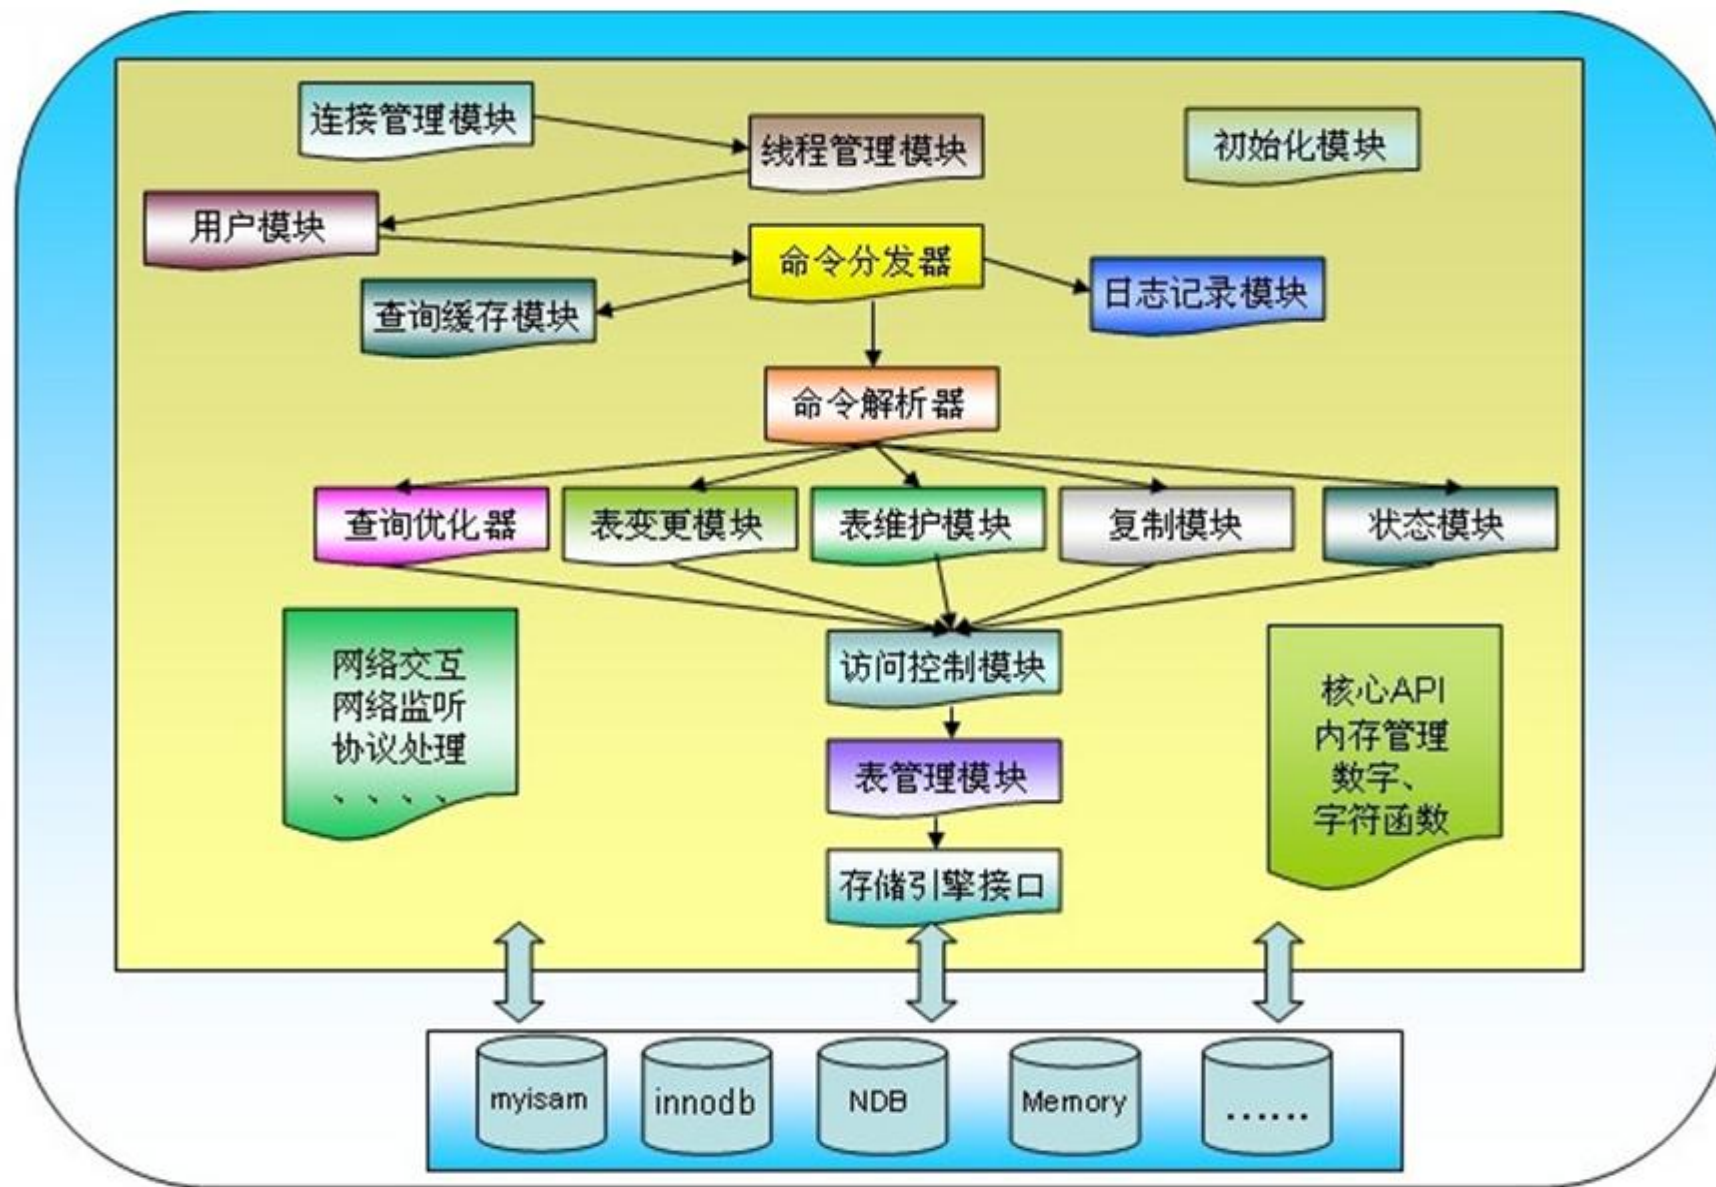 连接管理模块
线程管理模块
初始化模块
用户模块
命令分发器
日志记录模块
查询缓存模块
命令解析器
查询优化器
表变更模块
表维护模块
复制模块
状态模块
网络交互
网络监听
协议处理
、、、、
访问控制模块
核心API
内存管理
数字、
字符函数
表管理模块
存储引擎接口
myisam
innodb
NDB
Memory
……